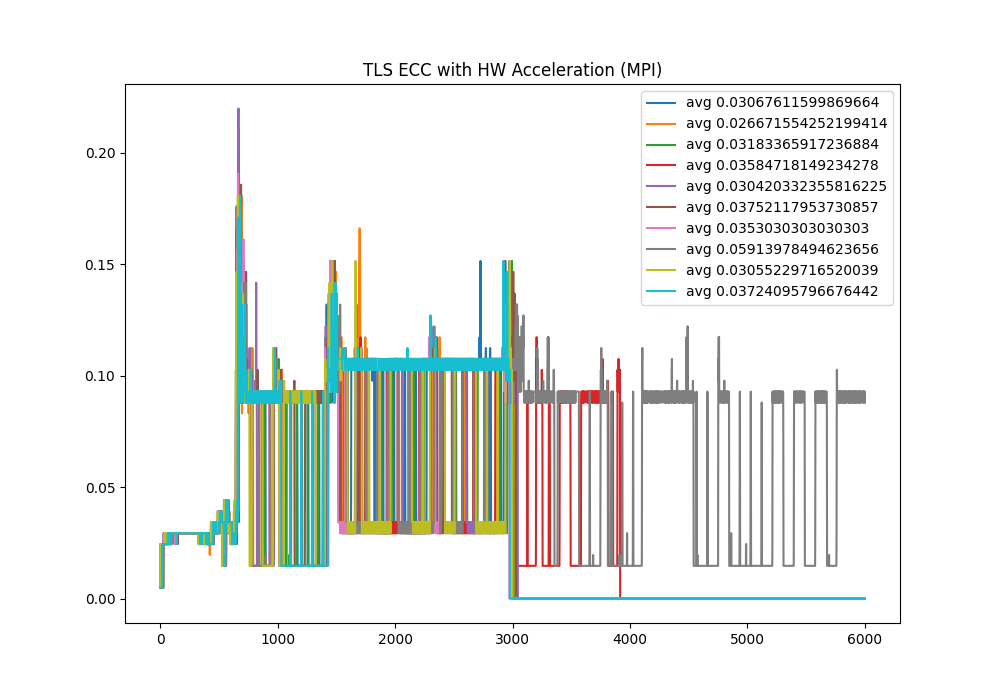 TLS ECC with HW Acceleration (MPI)
avg 0.03067611599869664
avg 0.026671554252199414
avg 0.03183365917236884
avg 0.03584718149234278
avg 0.030420332355816225
avg 0.03752117953730857
avg 0.0353030303030303
avg 0.05913978494623656
avg 0.03055229716520039
avg 0.03724095796676442
0.20
0.15
0.10
0.05
0.00
0 1000 2000 3000 4000 5000 6000